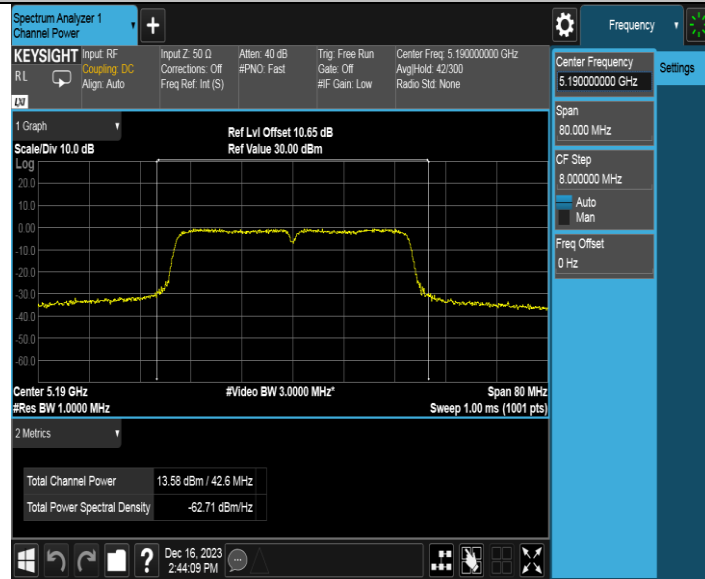 Spectrum Analyzer 1
Channel Power
+
Frequency
KEYSIGHT
RL
LXI
Input: RF
Coupling: DC
Align: Auto
Input Z: 50 Ω
Corrections: Off
Freq Ref: Int (S)
Atten: 40 dB
#PNO: Fast
Trig: Free Run
Gate: Off
#IF Gain: Low
Center Freq: 5.190000000 GHz
Avg|Hold: 42/300
Radio Std: None
Center Frequency
5.190000000 GHz
Settings
Span
80.000 MHz
CF Step
8.000000 MHz
Auto
Man
Freq Offset
0 Hz
1 Graph
Scale/Div 10.0 dB
Ref Lvl Offset 10.65 dB
Ref Value 30.00 dBm
Log
20.0
10.0
0.00
-10.0
-20.0
-30.0
-40.0
-50.0
-60.0
Center 5.19 GHz
#Res BW 1.0000 MHz
#Video BW 3.0000 MHz*
Span 80 MHz
Sweep 1.00 ms (1001 pts)
2 Metrics
Total Channel Power 13.58 dBm / 42.6 MHz
Total Power Spectral Density -62.71 dBm/Hz
?
Dec 16, 2023
2:44:09 PM